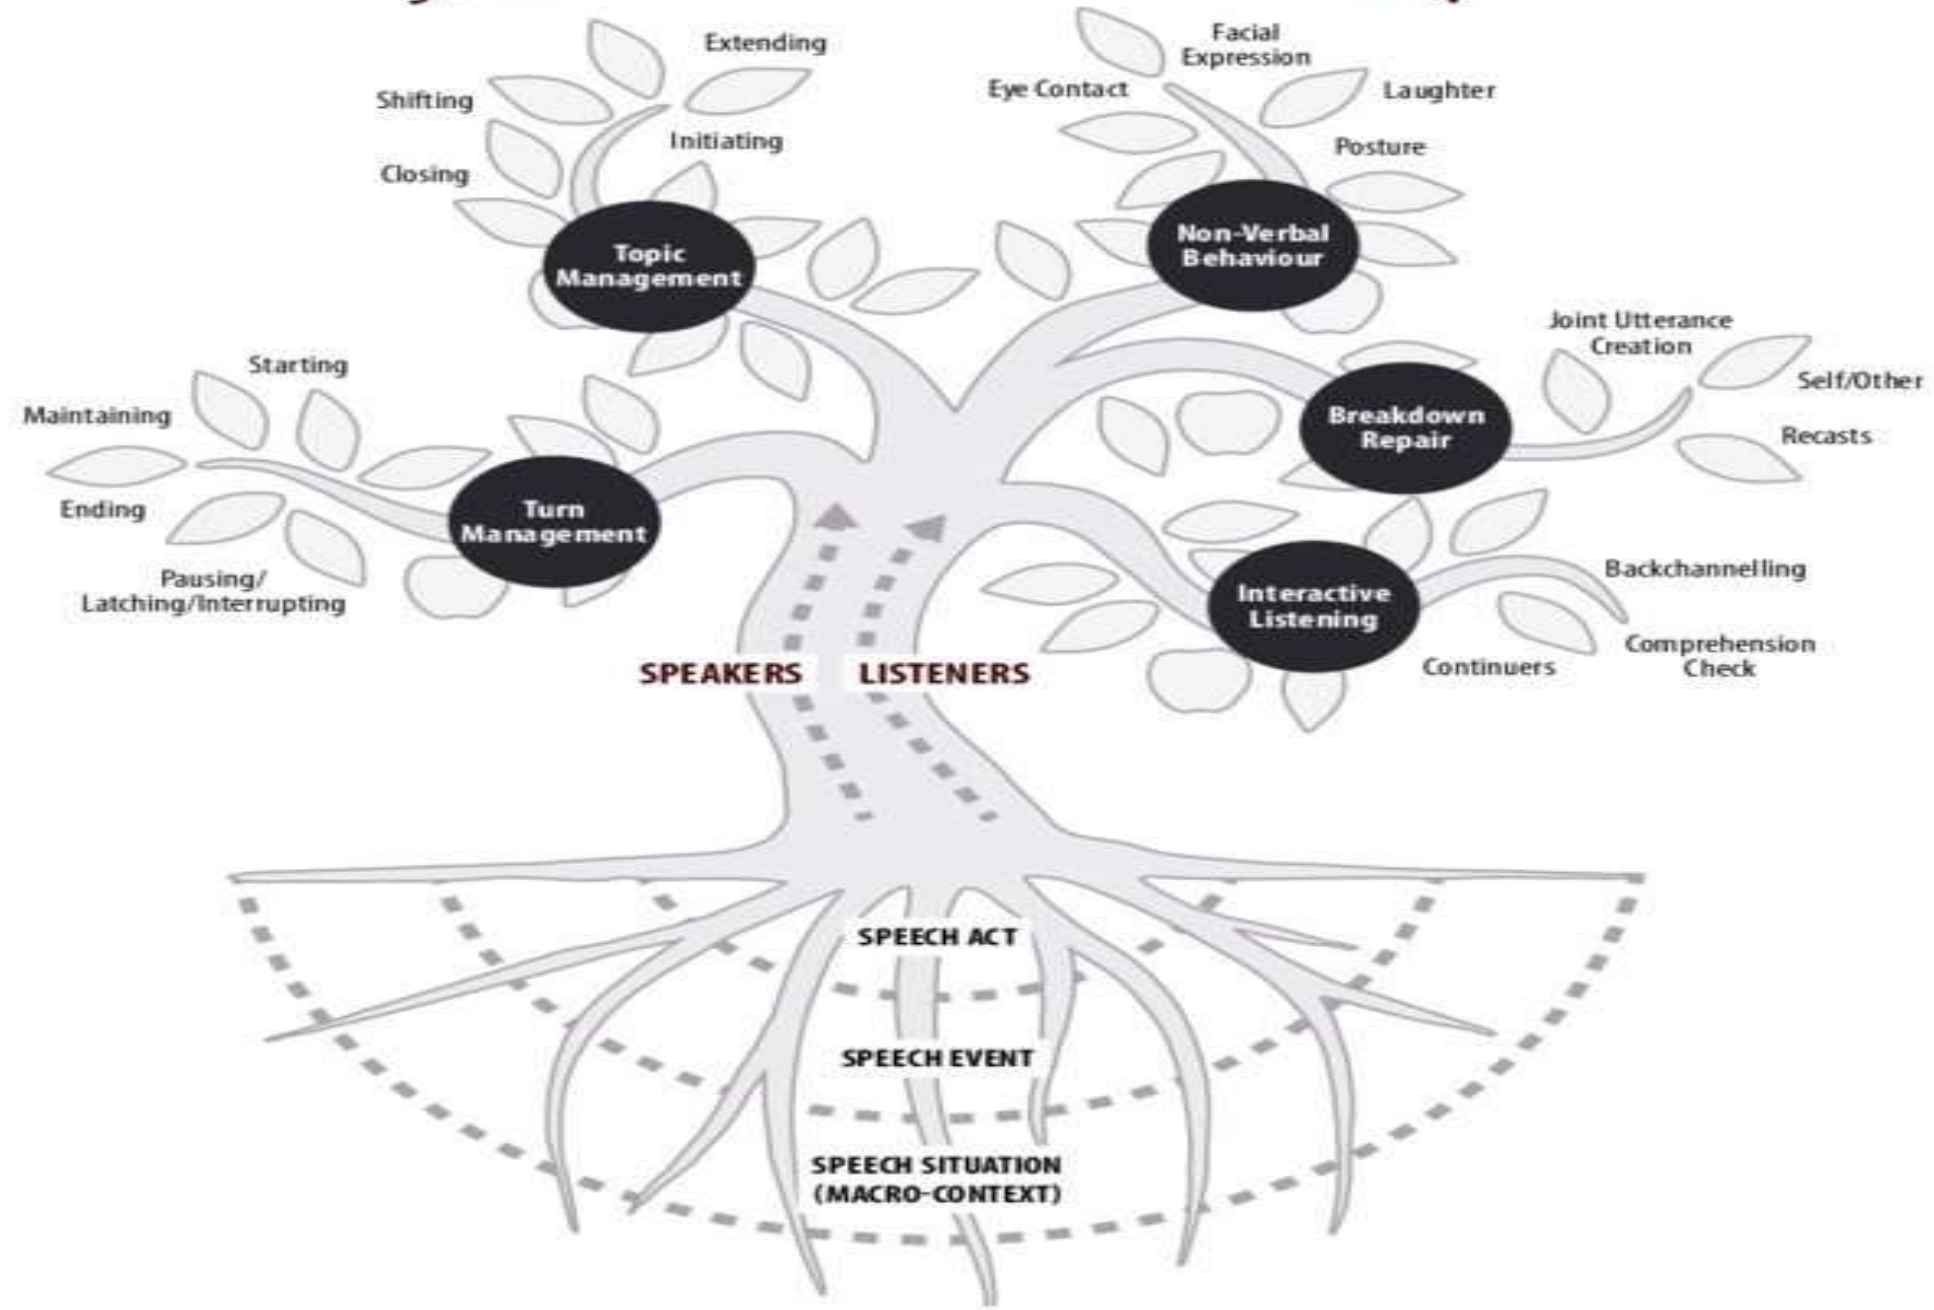 Extending
Shifting
Initiating
Closing
Topic
Management
Facial
Expression
Eye Contact
Laughter
Posture
Non-Verbal
Behaviour
Starting
Maintaining
Ending
Pausing/
Latching/Interrupting
Turn
Management
Joint Utterance
Creation
Self/Other
Recasts
Breakdown
Repair
Interactive
Listening
Backchannelling
Comprehension
Check
Continuers
SPEAKERS
LISTENERS
SPEECH ACT
SPEECH EVENT
SPEECH SITUATION
(MACRO-CONTEXT)